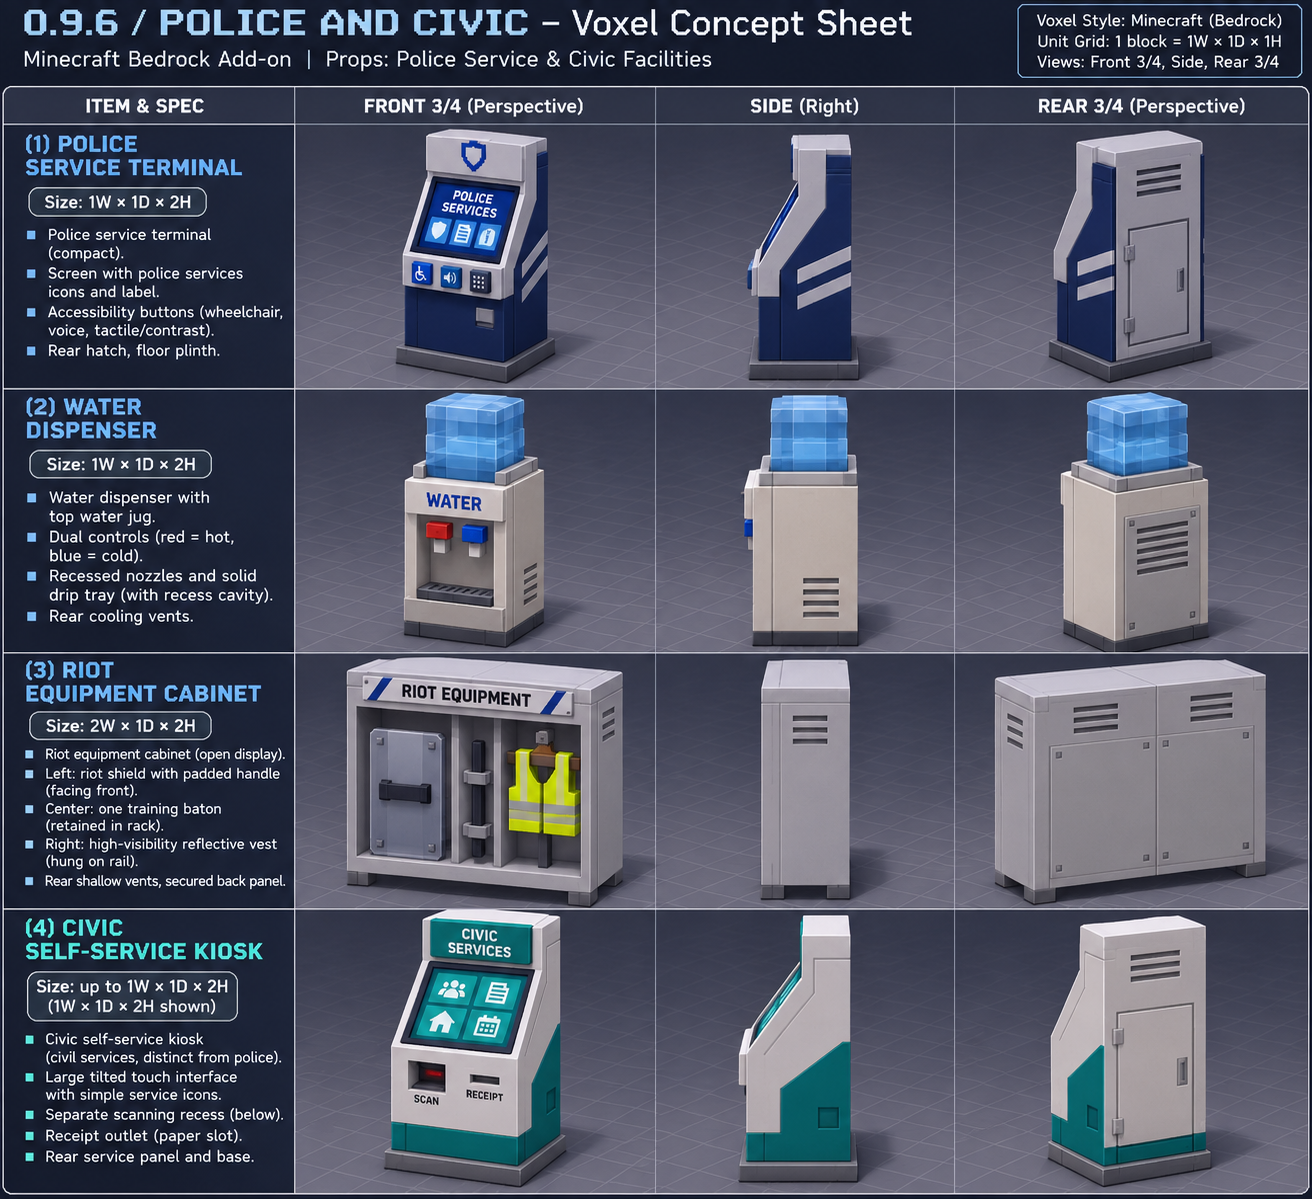 0.9.6 / POLICE AND CIVIC – Voxel Concept Sheet
Minecraft Bedrock Add-on | Props: Police Service & Civic Facilities
Voxel Style: Minecraft (Bedrock)
Unit Grid: 1 block = 1W × 1D × 1H
Views: Front 3/4, Side, Rear 3/4
ITEM & SPEC
FRONT 3/4 (Perspective)
SIDE (Right)
REAR 3/4 (Perspective)
(1) POLICE
SERVICE TERMINAL
Size: 1W × 1D × 2H
Police service terminal
(compact).
Screen with police services
icons and label.
Accessibility buttons (wheelchair,
voice, tactile/contrast).
Rear hatch, floor plinth.
POLICE
SERVICES
(2) WATER
DISPENSER
Size: 1W × 1D × 2H
Water dispenser with
top water jug.
Dual controls (red = hot,
blue = cold).
Recessed nozzles and solid
drip tray (with recess cavity).
Rear cooling vents.
WATER
(3) RIOT
EQUIPMENT CABINET
Size: 2W × 1D × 2H
Riot equipment cabinet (open display).
Left: riot shield with padded handle
(facing front).
Center: one training baton
(retained in rack).
Right: high-visibility reflective vest
(hung on rail).
Rear shallow vents, secured back panel.
RIOT EQUIPMENT
(4) CIVIC
SELF-SERVICE KIOSK
Size: up to 1W × 1D × 2H
(1W × 1D × 2H shown)
Civic self-service kiosk
(civil services, distinct from police).
Large tilted touch interface
with simple service icons.
Separate scanning recess (below).
Receipt outlet (paper slot).
Rear service panel and base.
CIVIC
SERVICES
SCAN
RECEIPT